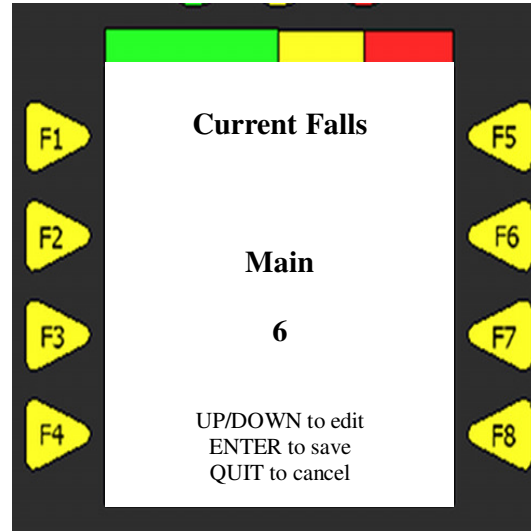 Current Falls
F1
F5
F2
F6
Main
F3
6
F7
UP/DOWN to edit
F4
F8
ENTER to save
QUIT to cancel